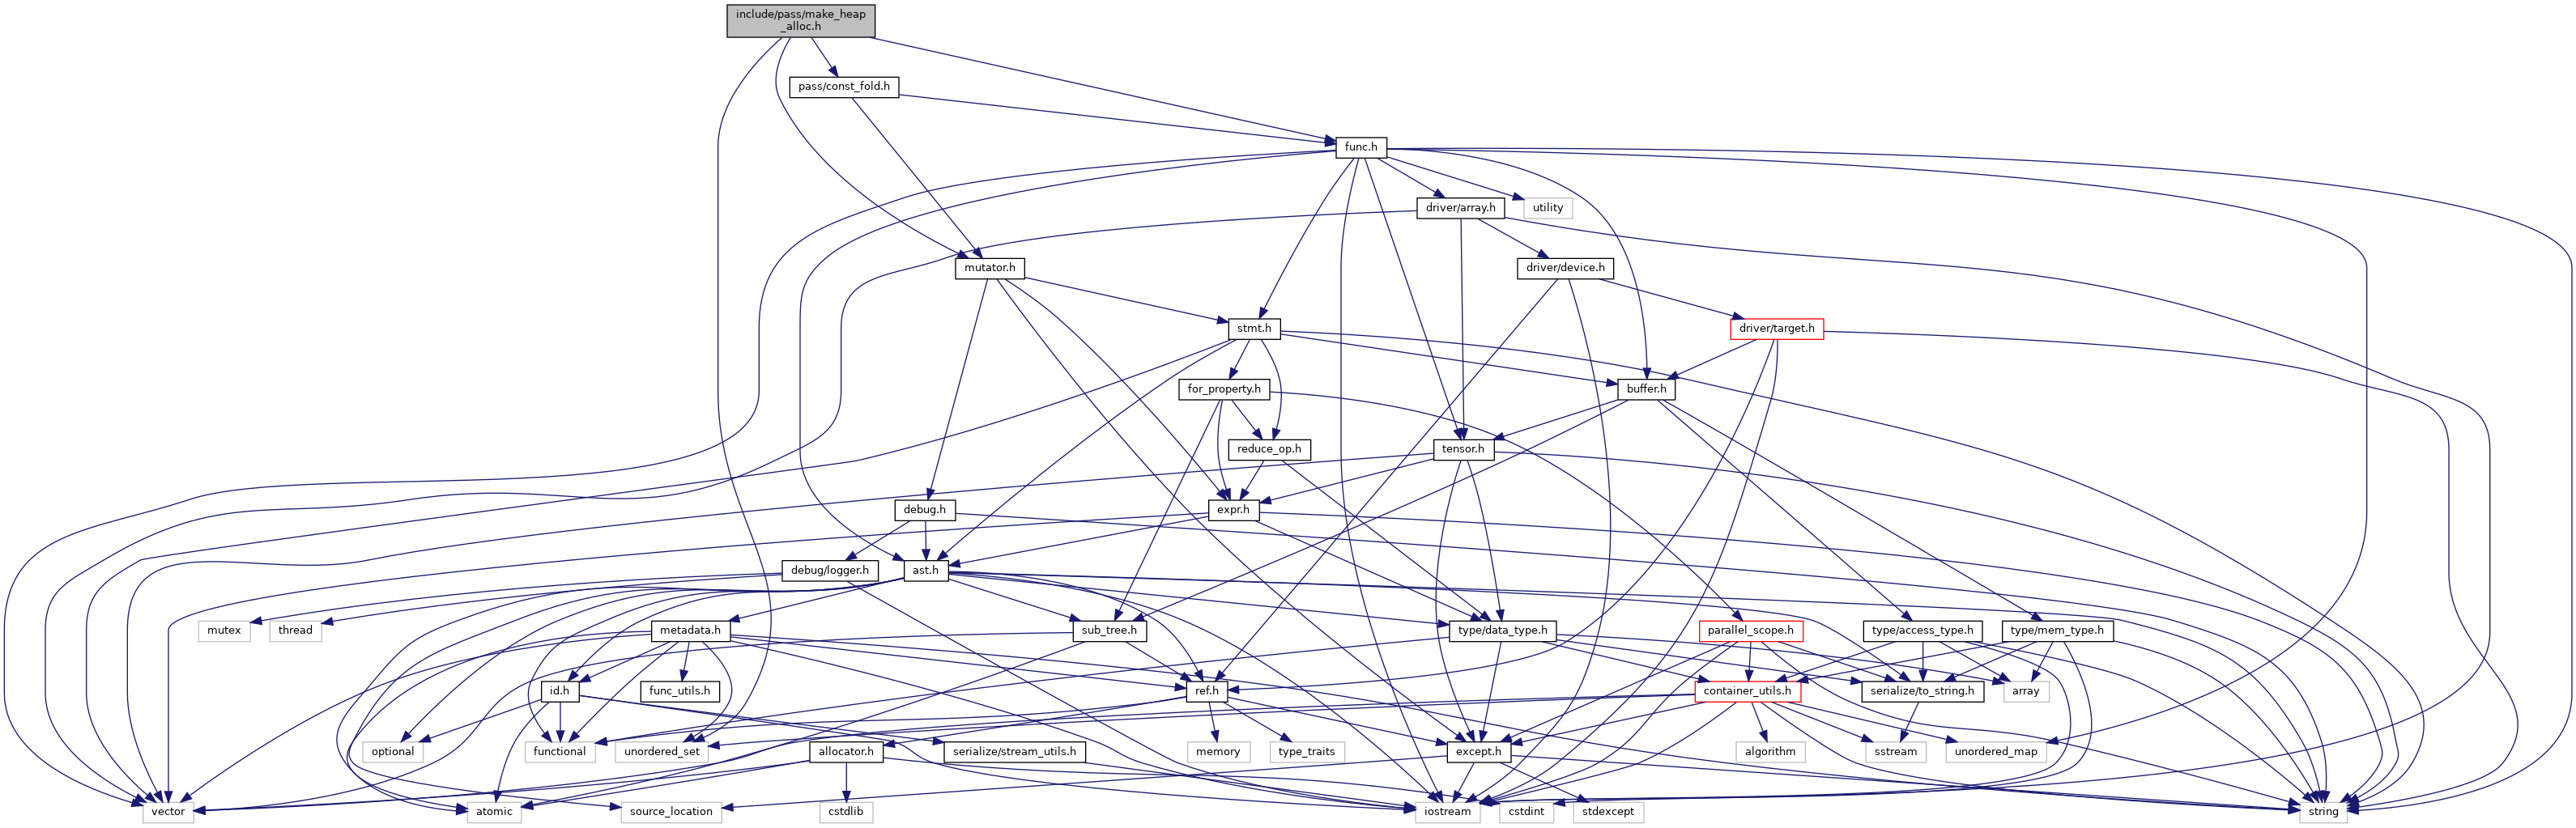 include/pass/make_heap
_alloc.h
pass/const_fold.h
func.h
driver/array.h
utility
mutator.h
driver/device.h
stmt.h
driver/target.h
for_property.h
buffer.h
reduce_op.h
tensor.h
debug.h
expr.h
debug/logger.h
ast.h
mutex
thread
metadata.h
sub_tree.h
type/data_type.h
parallel_scope.h
type/access_type.h
type/mem_type.h
id.h
func_utils.h
ref.h
container_utils.h
serialize/to_string.h
array
optional
functional
unordered_set
allocator.h
serialize/stream_utils.h
memory
type_traits
except.h
algorithm
sstream
unordered_map
vector
atomic
source_location
cstdlib
iostream
cstdint
stdexcept
string